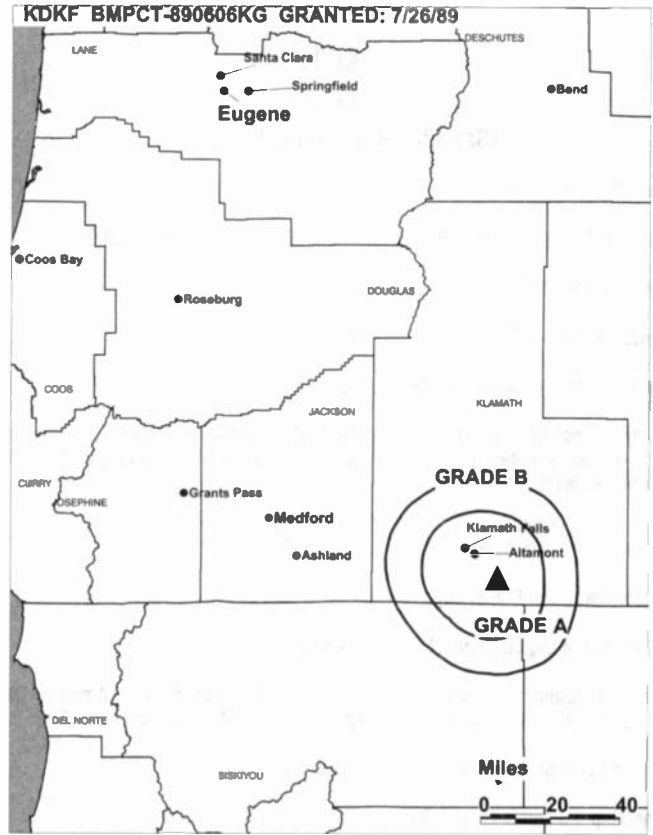 KDKF BMPCT-890606KG GRANTED: 7/26/89
DESCHUTES
LANE
Santa Clara
Springfield
Bend
Eugene
Coos Bay
Roseburg
DOUGLAS
COOS
JACKSON
KLAMATH
CURRY
JOSEPHINE
GRADE B
Grants Pass
Medford
Klamath Falls
Ashland
Altamont
GRADE A
DEL NORTE
SISKIYOU
Miles
0 20 40